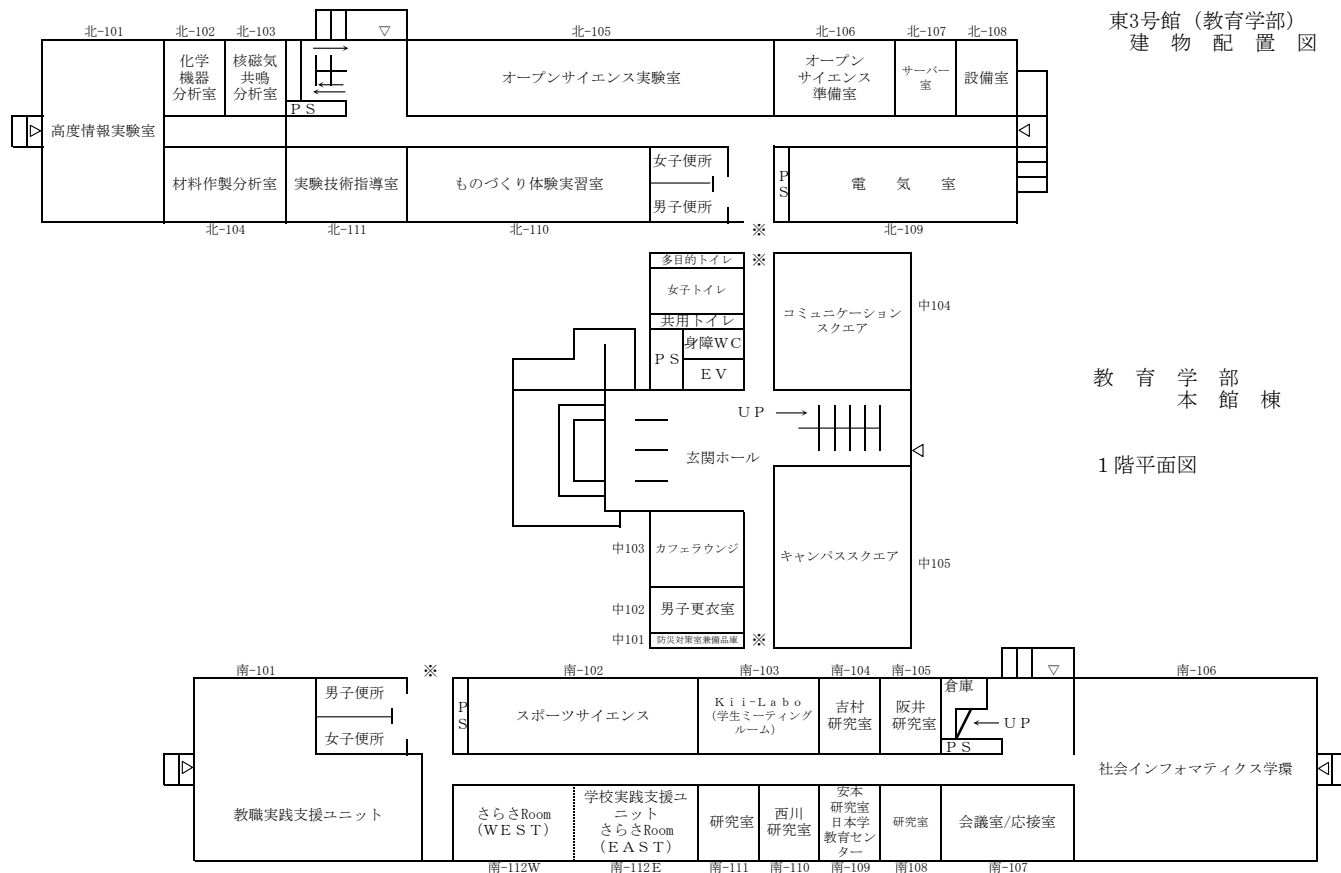 東3号館（教育学部）
建　物　配　置　図
北-101
北-102
北-103
▽
北-105
北-106
北-107
北-108
高度情報実験室
化学
機器
分析室
核磁気
共鳴
分析室
ＰＳ
オープンサイエンス実験室
オープン
サイエンス
準備室
サーバー
室
設備室
材料作製分析室
実験技術指導室
ものづくり体験実習室
女子便所
男子便所
ＰＳ
電　気　室
北-104
北-111
北-110
※
北-109
多目的トイレ
※
女子トイレ
共用トイレ
ＰＳ
身障ＷＣ
ＥＶ
コミュニケーション
スクエア
中104
教　育　学　部
本　館　棟
ＵＰ
玄関ホール
１階平面図
中103
カフェラウンジ
キャンパススクエア
中105
中102
男子更衣室
中101
防災対策室兼備品庫
※
南-101
※
南-102
南-103
南-104
南-105
▽
南-106
男子便所
女子便所
ＰＳ
スポーツサイエンス
Ｋｉｉ-Ｌａｂｏ
（学生ミーティング
ルーム）
吉村
研究室
阪井
研究室
倉庫
ＵＰ
ＰＳ
社会インフォマティクス学環
教職実践支援ユニット
さらさRoom
（ＷＥＳＴ）
学校実践支援ユ
ニット
さらさRoom
（ＥＡＳＴ）
研究室
西川
研究室
安本
研究室
日本学
教育セン
ター
研究室
会議室/応接室
南-112W
南-112E
南-111
南-110
南-109
南108
南-107